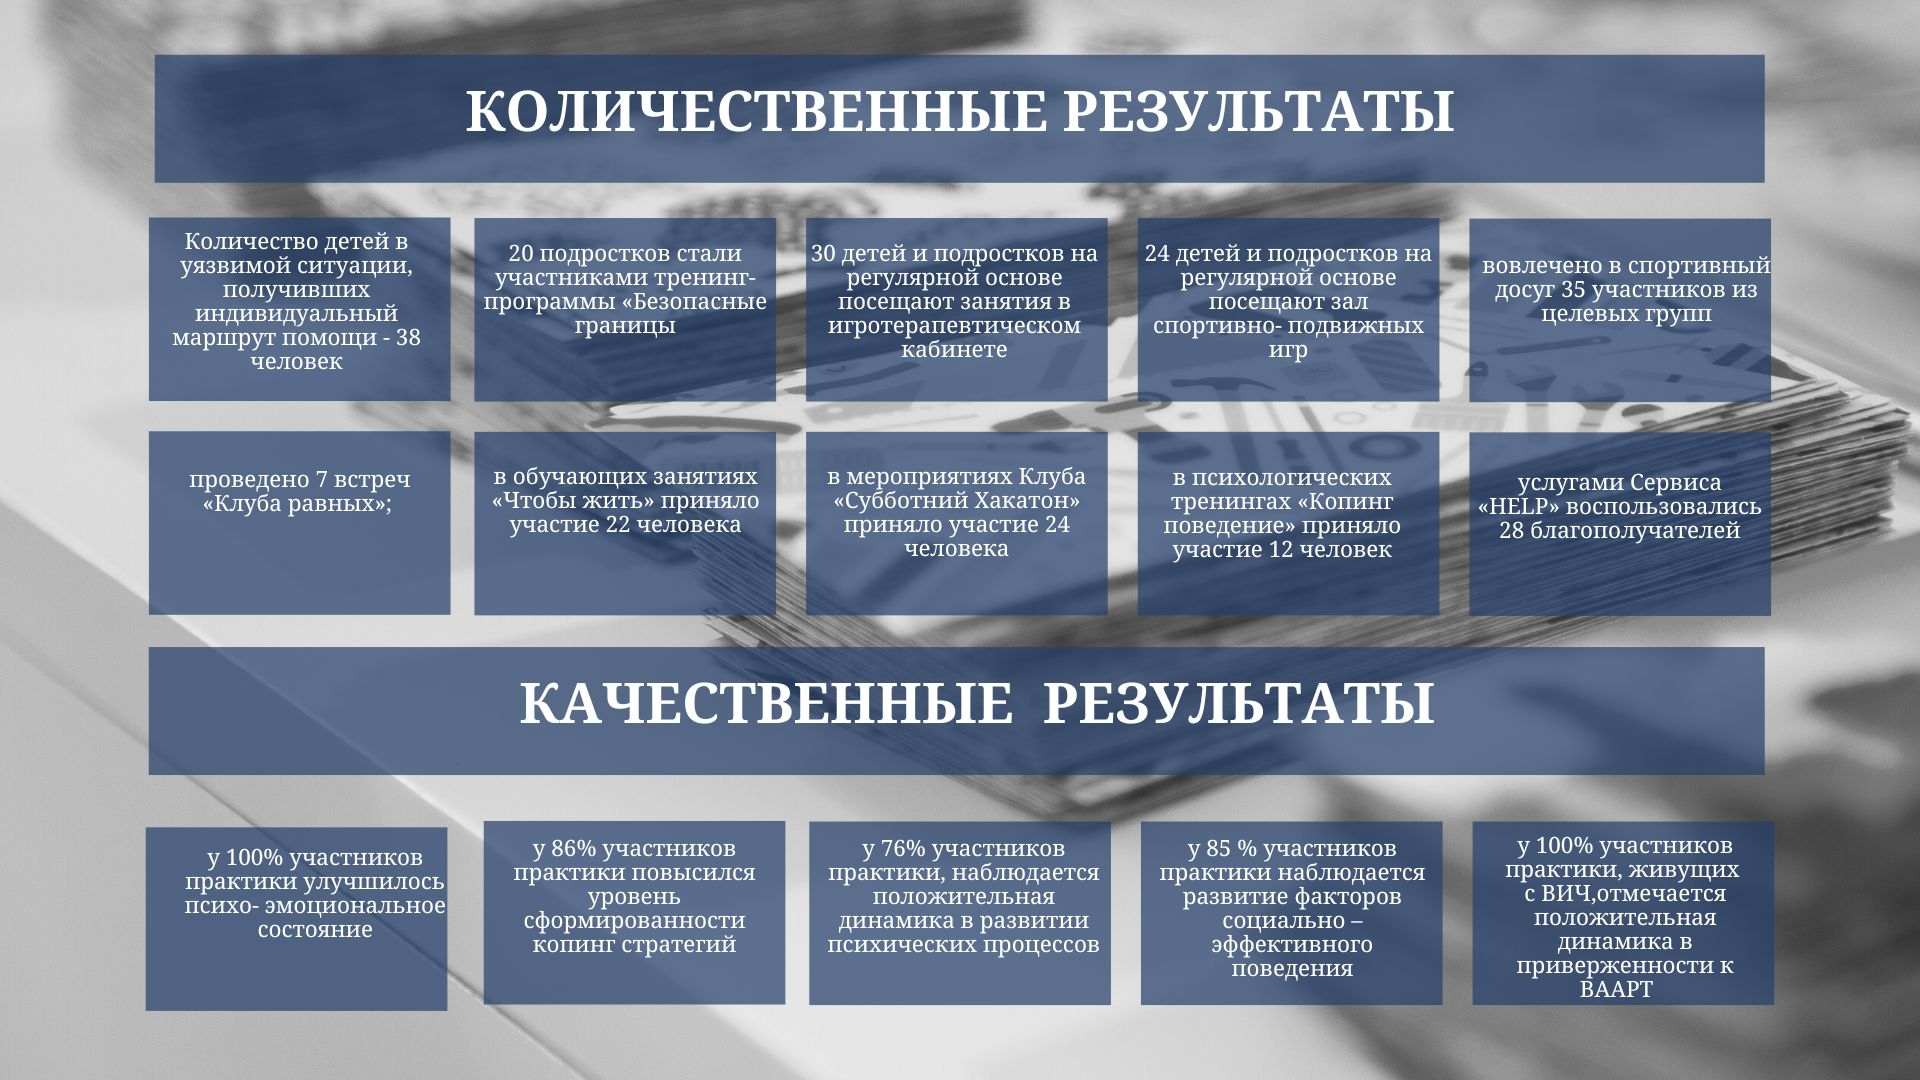 КОЛИЧЕСТВЕННЫЕ РЕЗУЛЬТАТЫ
Количество детей в
уязвимой ситуации,
получивших
индивидуальный
маршрут помощи - 38
человек
20 подростков стали
участниками тренинг-
программы «Безопасные
границы
30 детей и подростков на
регулярной основе
посещают занятия в
игротерапевтическом
кабинете
24 детей и подростков на
регулярной основе
посещают зал
спортивно- подвижных
игр
вовлечено в спортивный
досуг 35 участников из
целевых групп
проведено 7 встреч
«Клуба равных»;
в обучающих занятиях
«Чтобы жить» приняло
участие 22 человека
в мероприятиях Клуба
«Субботний Хакатон»
приняло участие 24
человека
в психологических
тренингах «Копинг
поведение» приняло
участие 12 человек
услугами Сервиса
«HELP» воспользовались
28 благополучателей
КАЧЕСТВЕННЫЕ РЕЗУЛЬТАТЫ
у 100% участников
практики улучшилось
психо- эмоциональное
состояние
у 86% участников
практики повысился
уровень
сформированности
копинг стратегий
у 76% участников
практики, наблюдается
положительная
динамика в развитии
психических процессов
у 85 % участников
практики наблюдается
развитие факторов
социально –
эффективного
поведения
у 100% участников
практики, живущих
с ВИЧ,отмечается
положительная
динамика в
приверженности к
ВААРТ